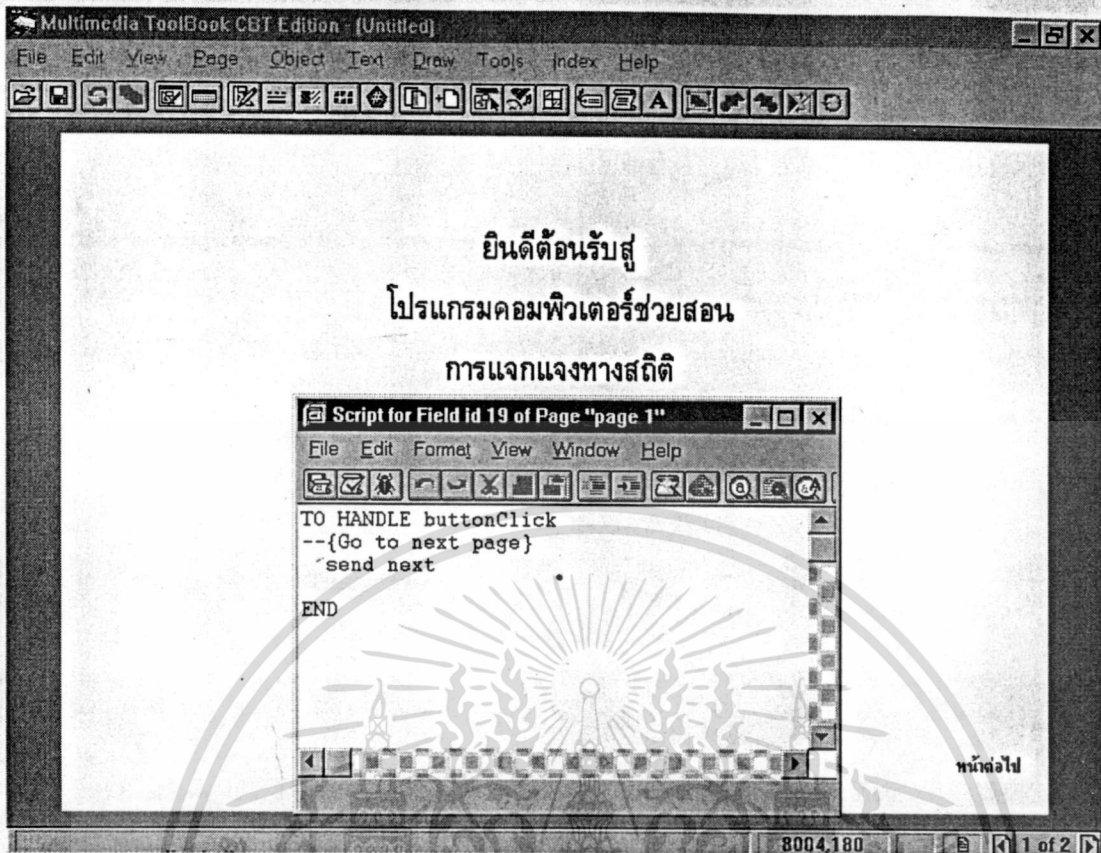 Multimedia ToolBook CBT Edition - [Untitled]
File Edit View Page Object Text Draw Tools Index Help
ยินดีต้อนรับสู่
โปรแกรมคอมพิวเตอร์ช่วยสอน
การแจกแจงทางสถิติ
Script for Field id 19 of Page "page 1"
File Edit Format View Window Help
TO HANDLE buttonClick
--{Go to next page}
send next
END
หน้าต่อไป
8004,180 1 of 2